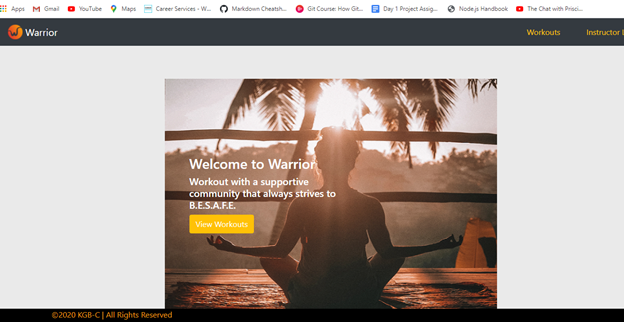 Apps Gmail YouTube Maps Career Services - W... Markdown Cheatsh... Git Course: How Git... Day 1 Project Assig... Node.js Handbook The Chat with Prisci...
Warrior Workouts Instructor
Welcome to Warrior
Workout with a supportive
community that always strives to
B.E.S.A.F.E.
View Workouts
©2020 KGB-C | All Rights Reserved